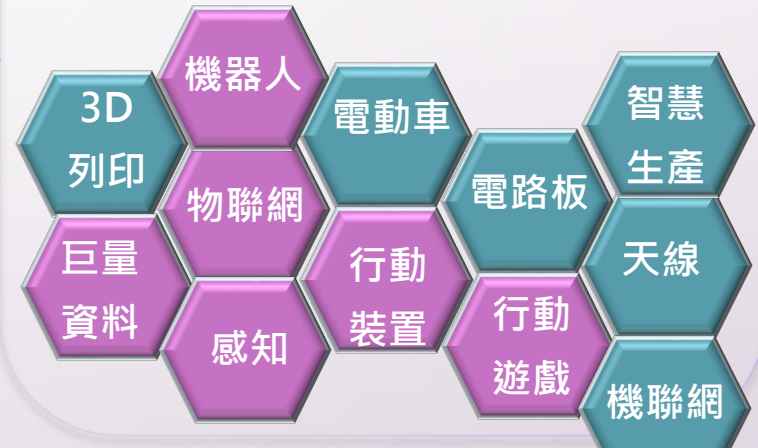 機器人
3D
列印
電動車
智慧
生產
物聯網
電路板
巨量
資料
行動
裝置
天線
感知
行動
遊戲
機聯網